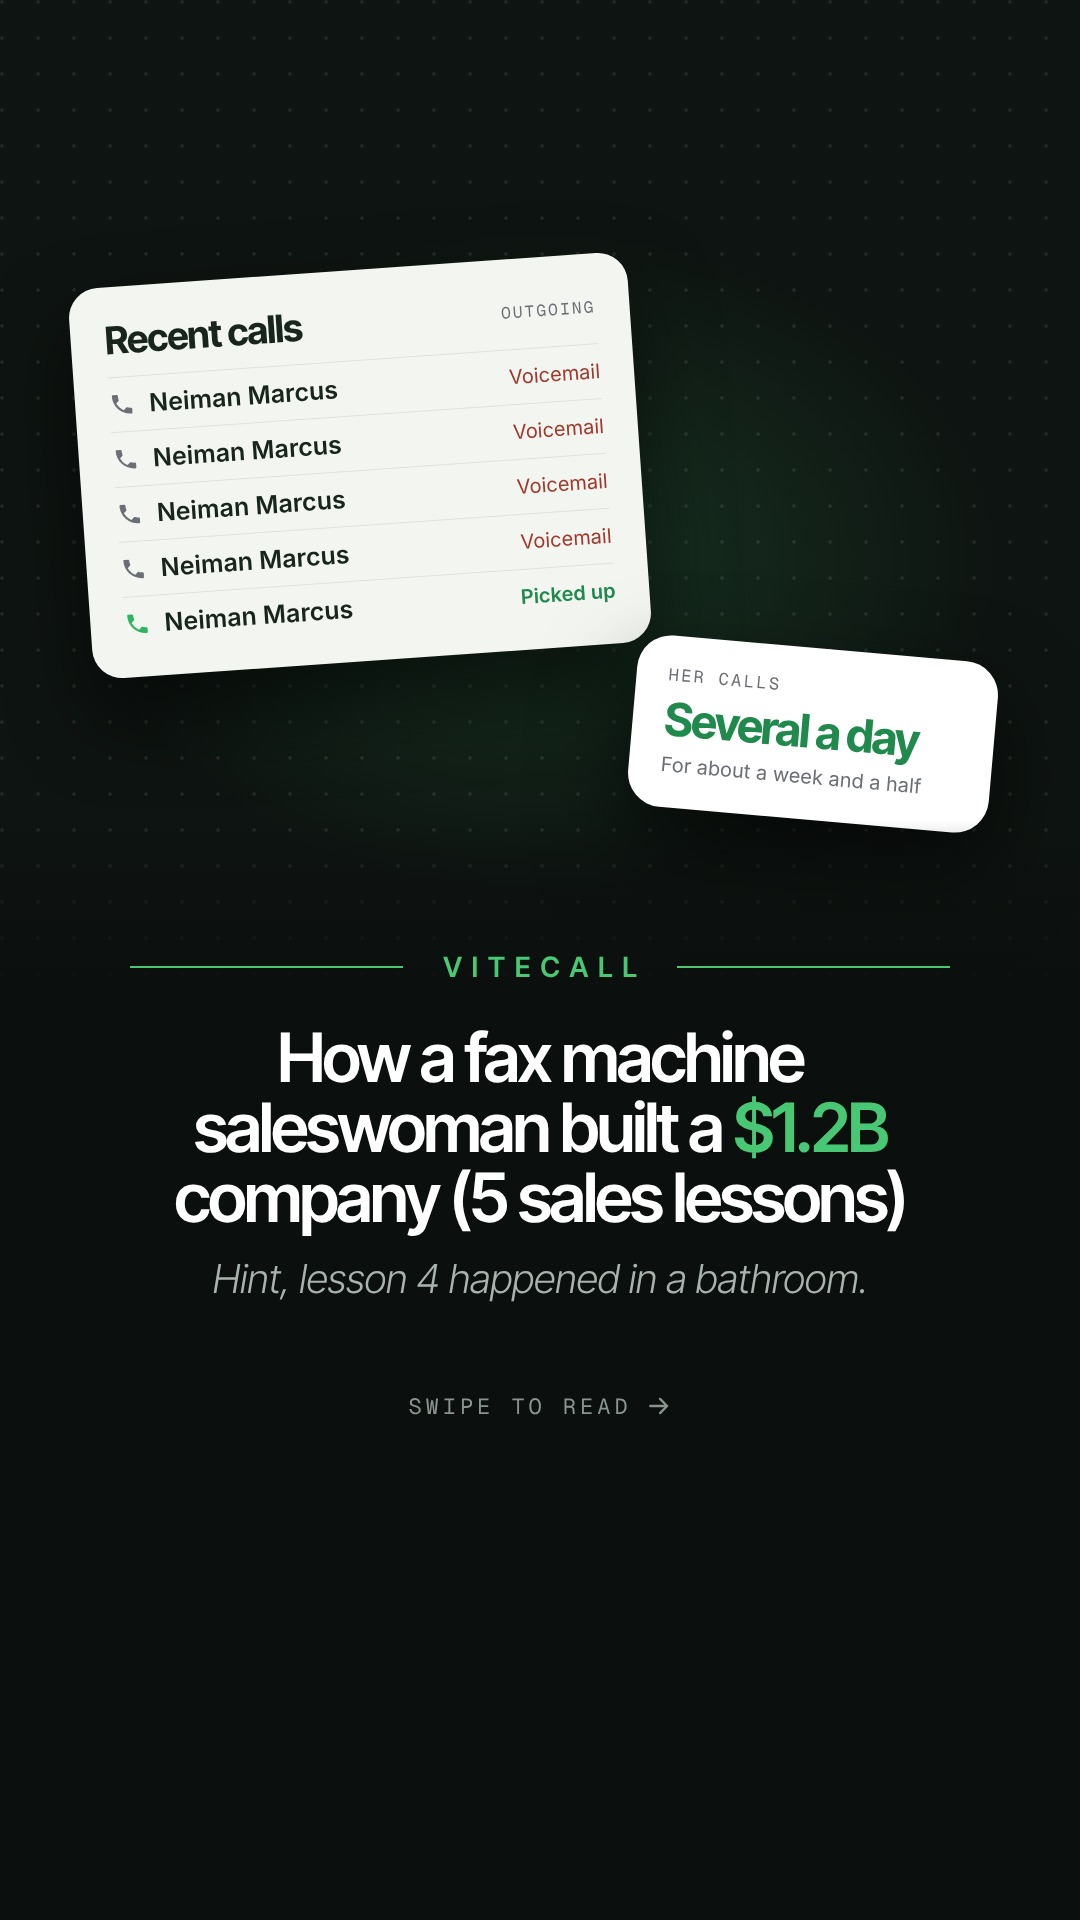 Recent calls OUTGOING
Neiman Marcus Voicemail
Neiman Marcus Voicemail
Neiman Marcus Voicemail
Neiman Marcus Voicemail
Neiman Marcus Picked up
HER CALLS
Several a day
For about a week and a half
VITECALL
How a fax machine
saleswoman built a $1.2B
company (5 sales lessons)
Hint, lesson 4 happened in a bathroom.
SWIPE TO READ →